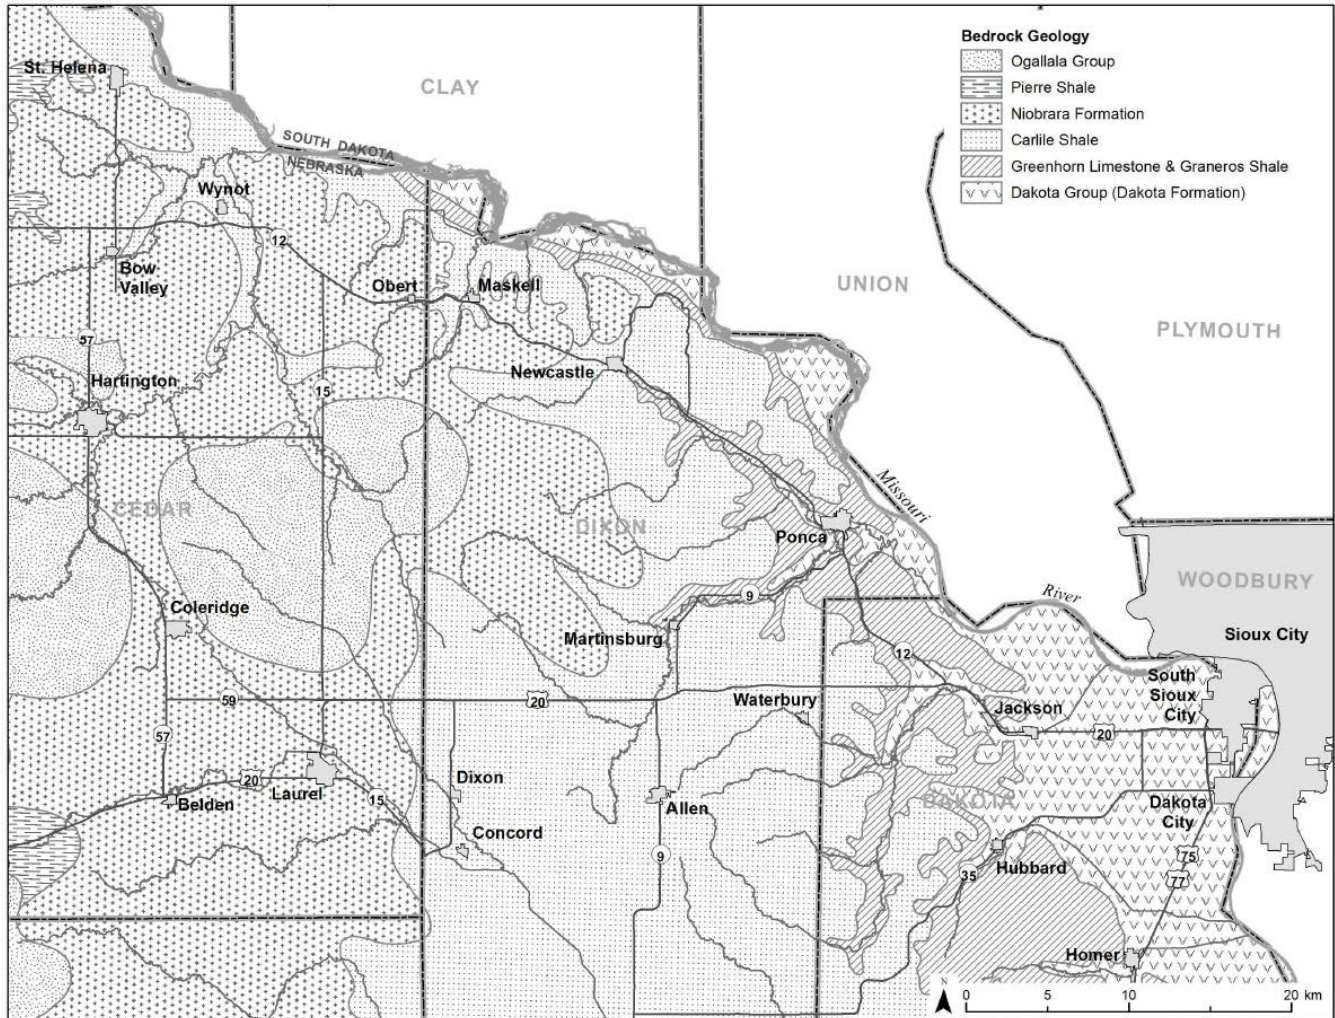 Bedrock Geology
Ogallala Group
Pierre Shale
Niobrara Formation
Carlile Shale
Greenhorn Limestone & Graneros Shale
Dakota Group (Dakota Formation)
St. Helena
CLAY
SOUTH DAKOTA
NEBRASKA
Wynot
12
Bow
Valley
Obert
Maskell
UNION
PLYMOUTH
57
Hartington
15
Newcastle
CEDAR
DIXON
Missouri
Ponca
WOODBURY
River
9
Coleridge
Martinsburg
Sioux City
12
59
20
Waterbury
Jackson
South
Sioux
City
20
57
20
Laurel
15
Belden
Dixon
Allen
DAKOTA
Dakota
City
Concord
9
35
Hubbard
75
77
Homer
N
0 5 10 20 km